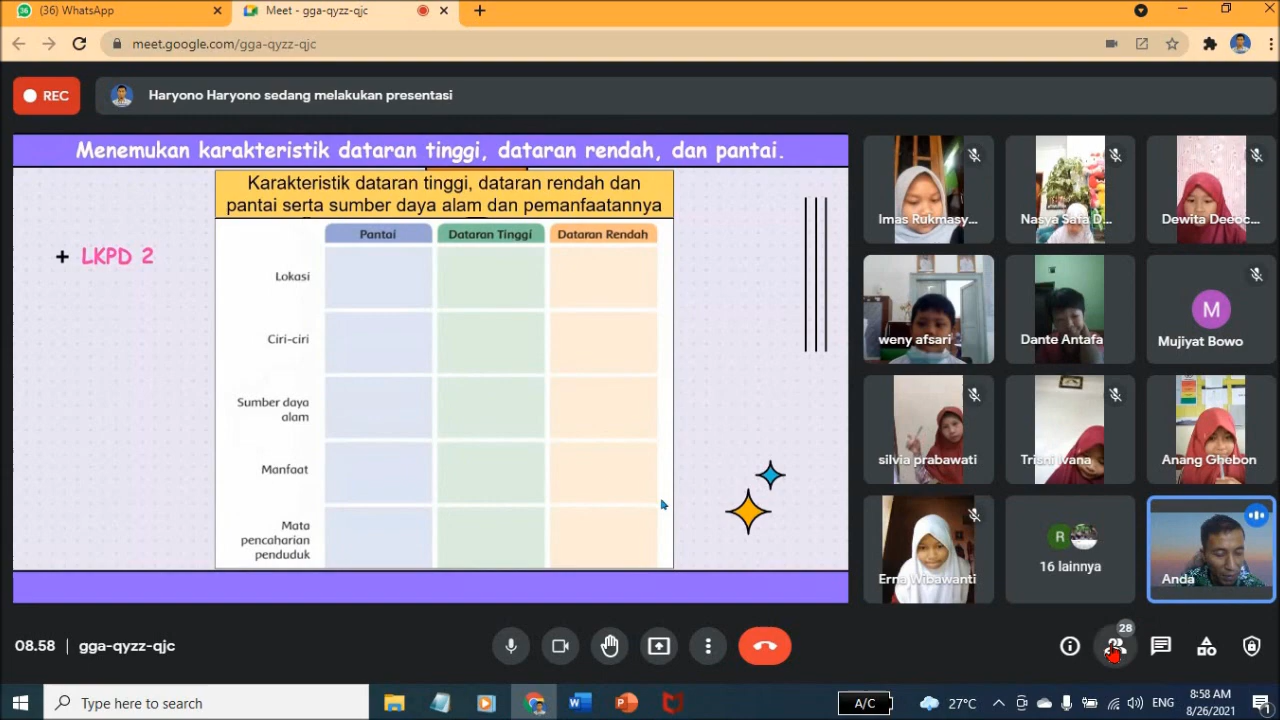 (36) WhatsApp
Meet - gga-qyzz-qjc
meet.google.com/gga-qyzz-qjc
REC
Haryono Haryono sedang melakukan presentasi
Menemukan karakteristik dataran tinggi, dataran rendah, dan pantai.
Karakteristik dataran tinggi, dataran rendah dan
pantai serta sumber daya alam dan pemanfaatannya
+ LKPD 2
Pantai Dataran Tinggi Dataran Rendah
Lokasi
Ciri-ciri
Sumber daya
alam
Manfaat
Mata
pencaharian
penduduk
Imas Rukmasy...
Nasya Safa D...
Dewita Deeoc...
weny afsari
Dante Antafa
M
Mujiyat Bowo
silvia prabawati
Trisni Ivana
Anang Ghebon
Erna Wibawanti
R
16 lainnya
Anda
08.58 | gga-qyzz-qjc
28
Type here to search
A/C
27°C
ENG
8:58 AM
8/26/2021
1